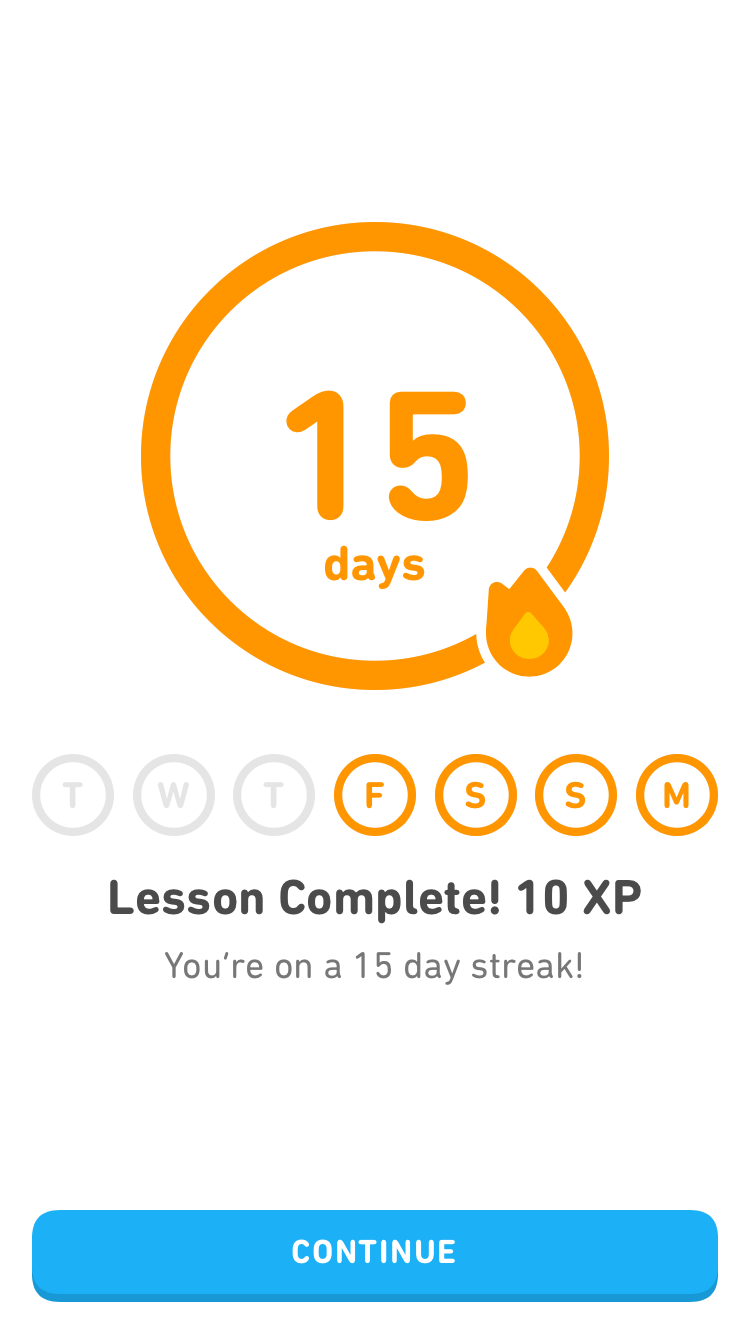 15
days
T W T F S S M
Lesson Complete! 10 XP
You’re on a 15 day streak!
CONTINUE